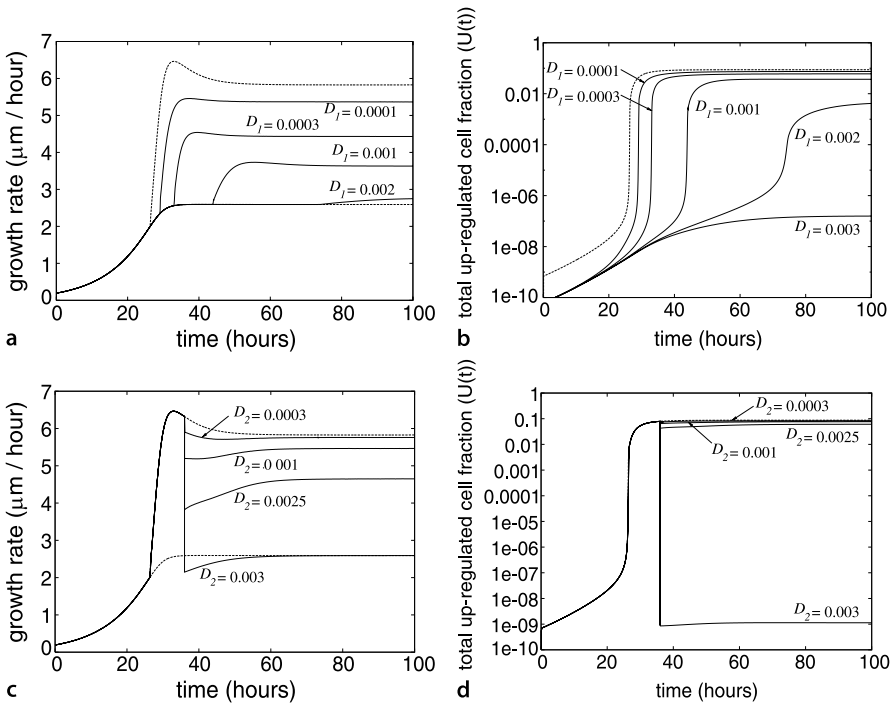 growth rate (μm / hour)
7
6
5
4
3
2
1
0
D1 = 0.0001
D1 = 0.0003
D1 = 0.001
D1 = 0.002
0 20 40 60 80 100
time (hours)
a
total up-regulated cell fraction (U(t))
1
0.01
0.0001
1e-06
1e-08
1e-10
D1 = 0.0001
D1 = 0.0003
D1 = 0.001
D1 = 0.002
D1 = 0.003
0 20 40 60 80 100
time (hours)
b
growth rate (μm / hour)
7
6
5
4
3
2
1
0
D2 = 0.0003
D2 = 0.001
D2 = 0.0025
D2 = 0.003
0 20 40 60 80 100
time (hours)
c
total up-regulated cell fraction (U(t))
1
0.1
0.01
0.001
0.0001
1e-05
1e-06
1e-07
1e-08
1e-09
1e-10
D2 = 0.0003
D2 = 0.0025
D2 = 0.001
D2 = 0.003
0 20 40 60 80 100
time (hours)
d